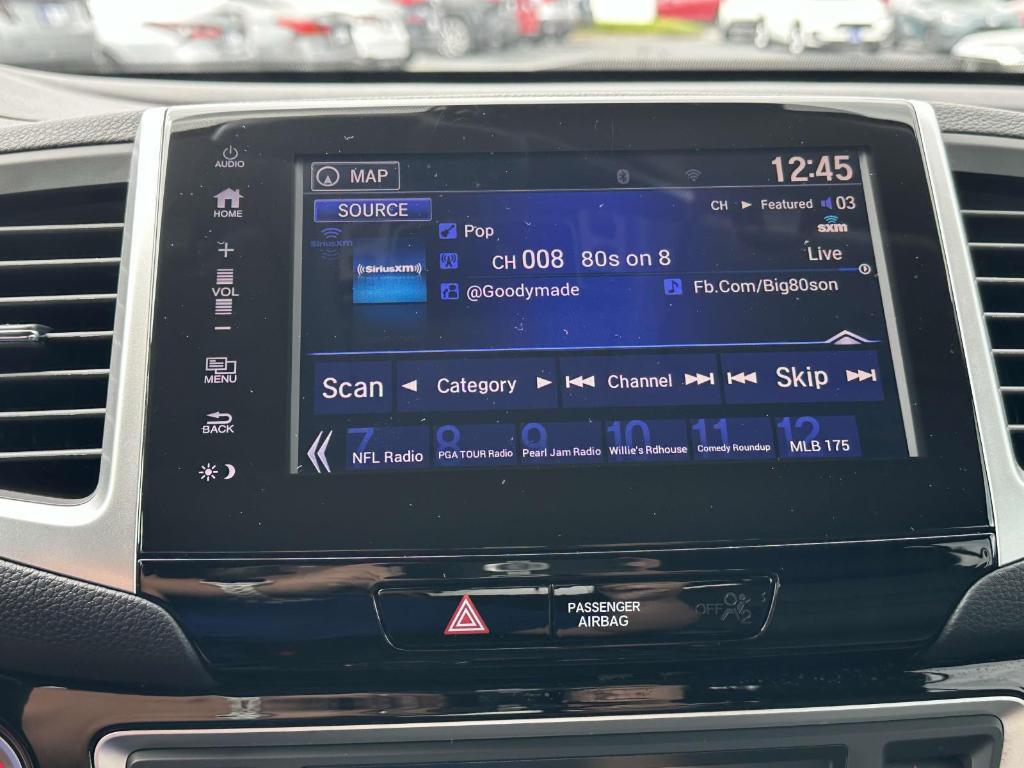 AUDIO
HOME
+
VOL
−
MENU
BACK
MAP
12:45
SOURCE
CH ► Featured 03
sxm
SiriusXM
((SiriusXM))
Pop
Live
CH 008 80s on 8
@Goodymade
Fb.Com/Big80son
Scan
Category
Channel
Skip
7 NFL Radio
8 PGA TOUR Radio
9 Pearl Jam Radio
10 Willie's Rdhouse
11 Comedy Roundup
12 MLB 175
PASSENGER
AIRBAG
OFF
2